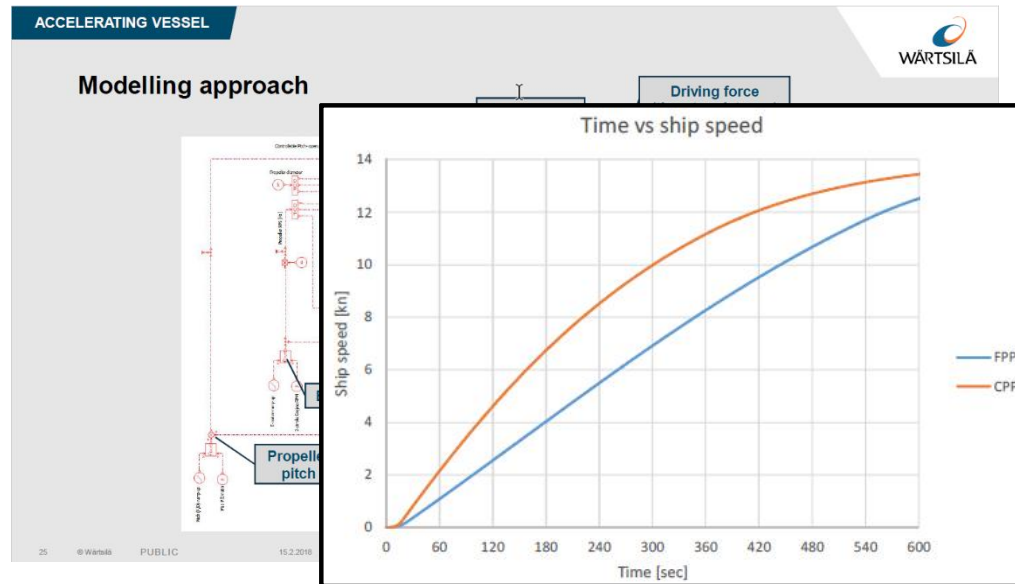 ACCELERATING VESSEL
WÄRTSILÄ
Modelling approach
Driving force
Propelle
pitch
Time vs ship speed
14
12
10
8
6
4
2
0
Ship speed [kn]
0 60 120 180 240 300 360 420 480 540 600
Time [sec]
FPP
CPP
25 © Wärtsilä PUBLIC 15.2.2018